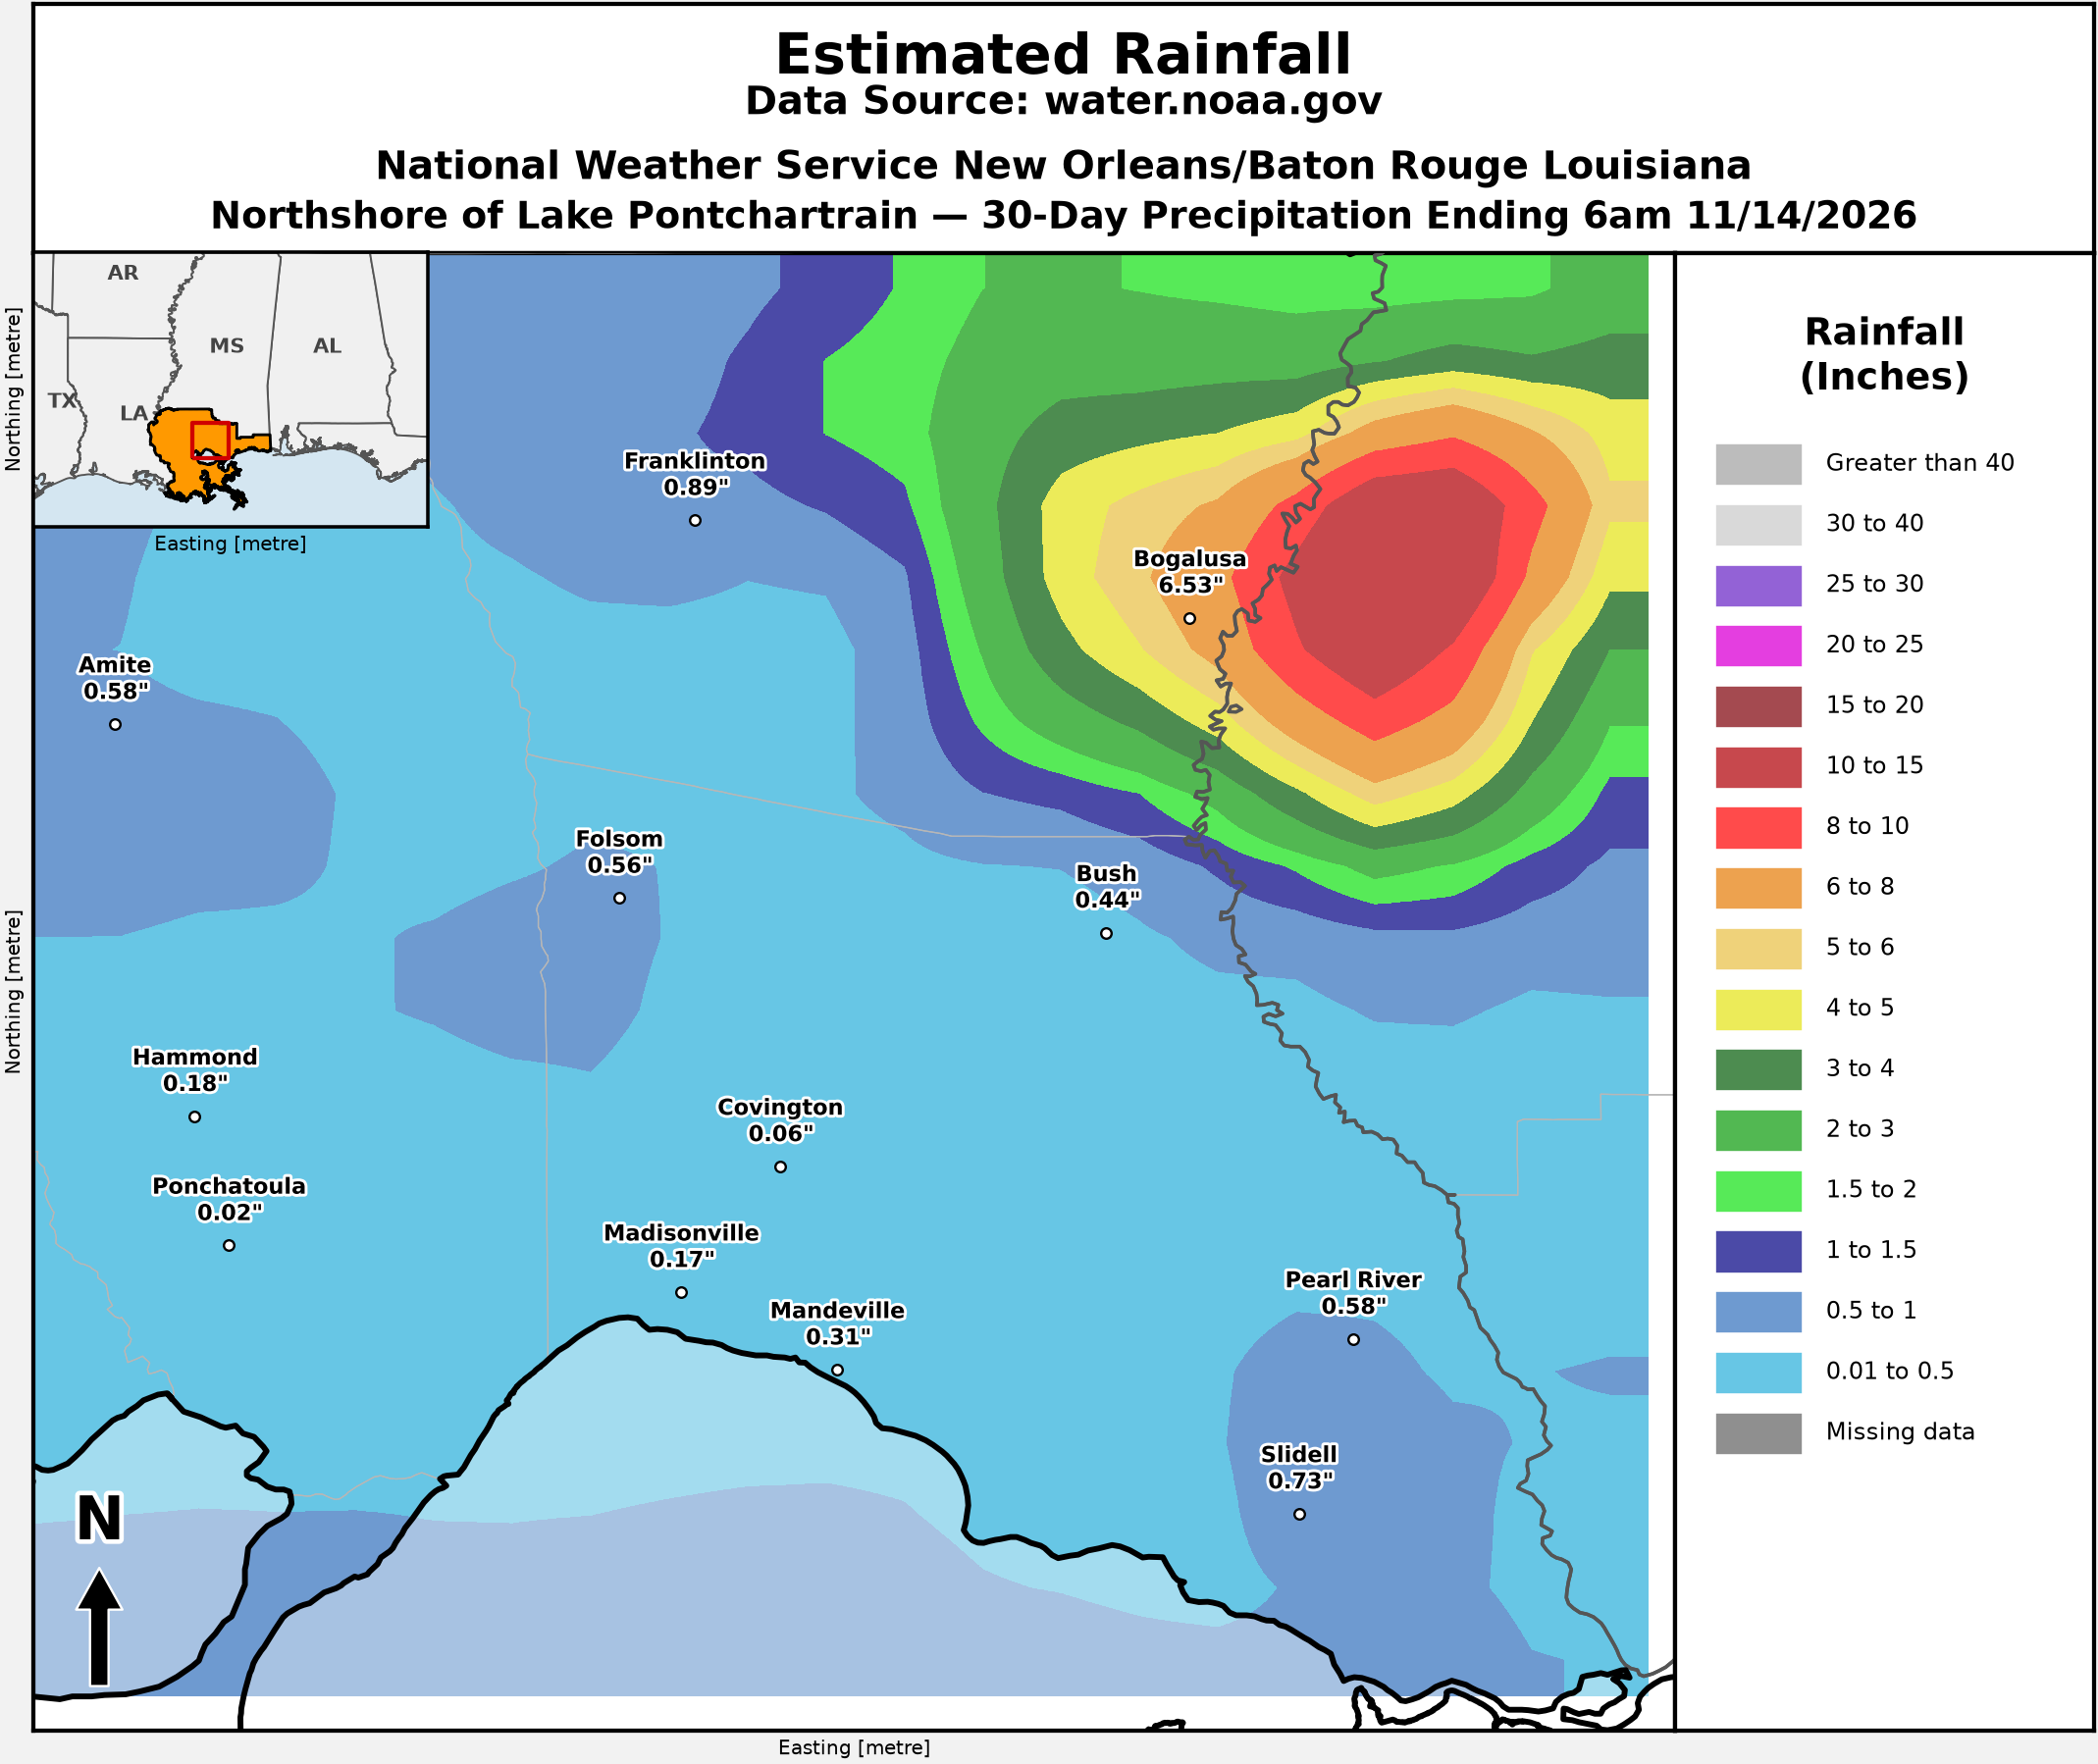 Estimated Rainfall
Data Source: water.noaa.gov
National Weather Service New Orleans/Baton Rouge Louisiana
Northshore of Lake Pontchartrain — 30-Day Precipitation Ending 6am 11/14/2026
Northing [metre]
AR
MS
AL
TX
LA
Easting [metre]
Franklinton
0.89"
Bogalusa
6.53"
Amite
0.58"
Folsom
0.56"
Bush
0.44"
Northing [metre]
Hammond
0.18"
Covington
0.06"
Ponchatoula
0.02"
Madisonville
0.17"
Mandeville
0.31"
Pearl River
0.58"
Slidell
0.73"
N
Easting [metre]
Rainfall
(Inches)
Greater than 40
30 to 40
25 to 30
20 to 25
15 to 20
10 to 15
8 to 10
6 to 8
5 to 6
4 to 5
3 to 4
2 to 3
1.5 to 2
1 to 1.5
0.5 to 1
0.01 to 0.5
Missing data